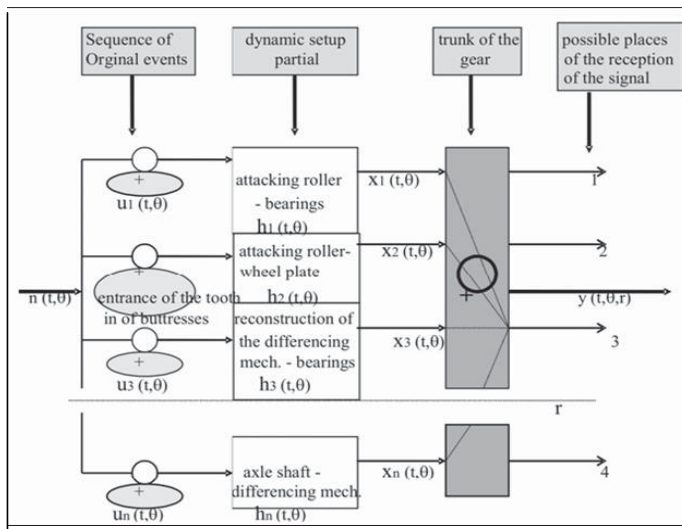 Sequence of
Orginal events
dynamic setup
partial
trunk of the
gear
possible places
of the reception
of the signal
+
u1 (t,θ)
attacking roller
- bearings
h1 (t,θ)
x1 (t,θ)
1
+
attacking roller-
wheel plate
h2 (t,θ)
x2 (t,θ)
2
n (t,θ)
entrance of the tooth
in of buttresses
+
y (t,θ,r)
+
u3 (t,θ)
reconstruction of
the differencing
mech. - bearings
h3 (t,θ)
x3 (t,θ)
3
r
+
un (t,θ)
axle shaft -
differencing mech.
hn (t,θ)
xn (t,θ)
4